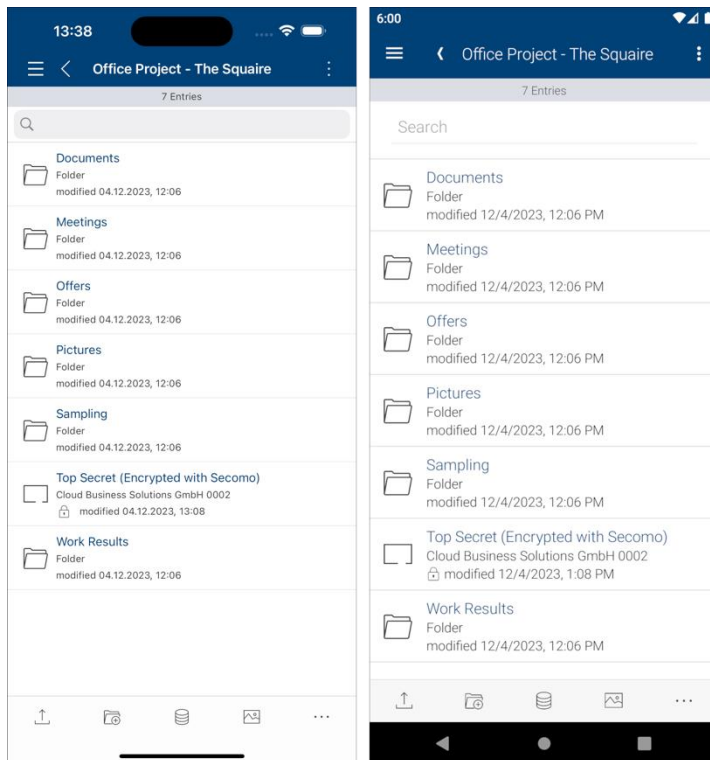 13:38
Office Project - The Squaire
7 Entries
Documents
Folder
modified 04.12.2023, 12:06
Meetings
Folder
modified 04.12.2023, 12:06
Offers
Folder
modified 04.12.2023, 12:06
Pictures
Folder
modified 04.12.2023, 12:06
Sampling
Folder
modified 04.12.2023, 12:06
Top Secret (Encrypted with Secomo)
Cloud Business Solutions GmbH 0002
modified 04.12.2023, 13:08
Work Results
Folder
modified 04.12.2023, 12:06
6:00
Office Project - The Squaire
7 Entries
Search
Documents
Folder
modified 12/4/2023, 12:06 PM
Meetings
Folder
modified 12/4/2023, 12:06 PM
Offers
Folder
modified 12/4/2023, 12:06 PM
Pictures
Folder
modified 12/4/2023, 12:06 PM
Sampling
Folder
modified 12/4/2023, 12:06 PM
Top Secret (Encrypted with Secomo)
Cloud Business Solutions GmbH 0002
modified 12/4/2023, 1:08 PM
Work Results
Folder
modified 12/4/2023, 12:06 PM